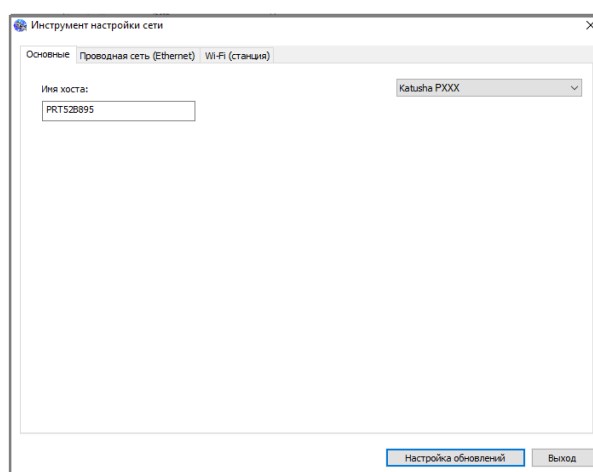 Инструмент настройки сети
Основные Проводная сеть (Ethernet) Wi-Fi (станция)
Имя хоста:
Katusha PXXX
PRT52B895
Настройка обновлений Выход